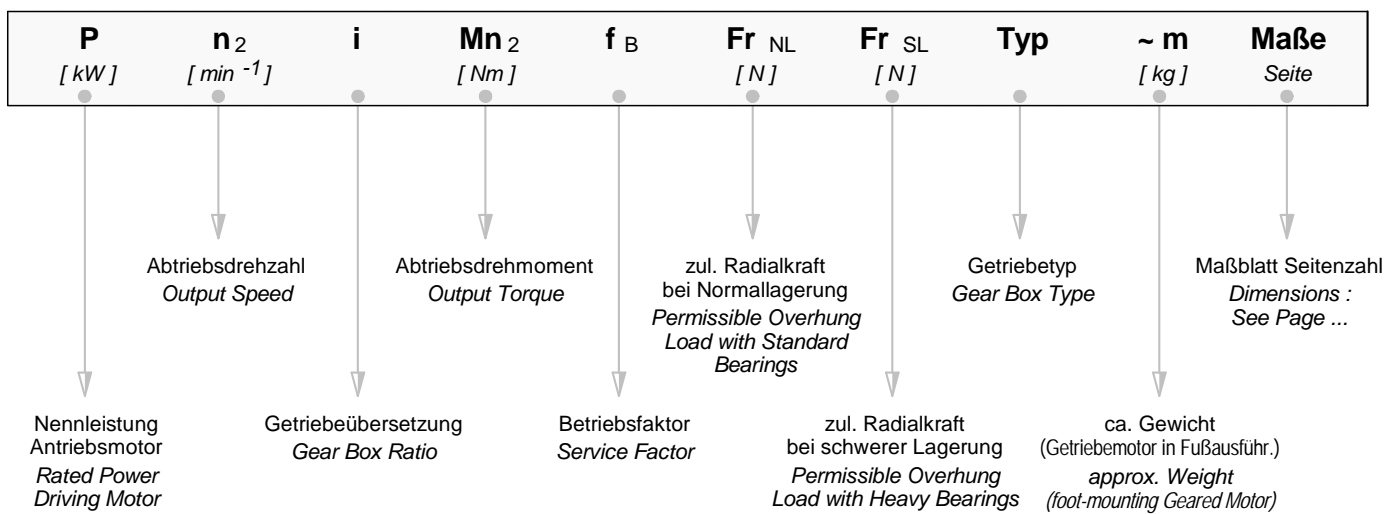 P n 2 i Mn 2 f B Fr NL Fr SL Typ ~ m Maße
[ kW ] [ min -1 ] [ Nm ] [ N ] [ N ] [ kg ] Seite
Abtriebsdrehzahl
Output Speed
Abtriebsdrehmoment
Output Torque
zul. Radialkraft
bei Normallagerung
Permissible Overhung
Load with Standard
Bearings
Getriebetyp
Gear Box Type
Maßblatt Seitenzahl
Dimensions :
See Page ...
Nennleistung
Antriebsmotor
Rated Power
Driving Motor
Getriebeübersetzung
Gear Box Ratio
Betriebsfaktor
Service Factor
zul. Radialkraft
bei schwerer Lagerung
Permissible Overhung
Load with Heavy Bearings
ca. Gewicht
(Getriebemotor in Fußausführ.)
approx. Weight
(foot-mounting Geared Motor)